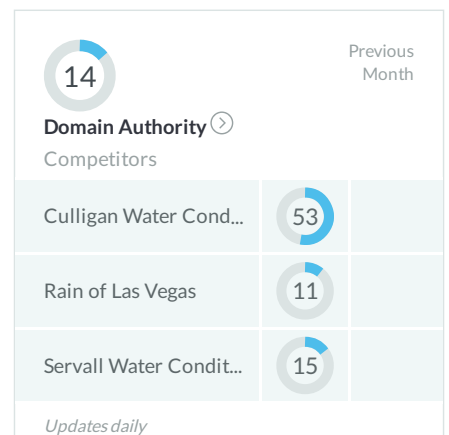 14
Previous
Month
Domain Authority
Competitors
Culligan Water Cond... 53
Rain of Las Vegas 11
Servall Water Condit... 15
Updates daily